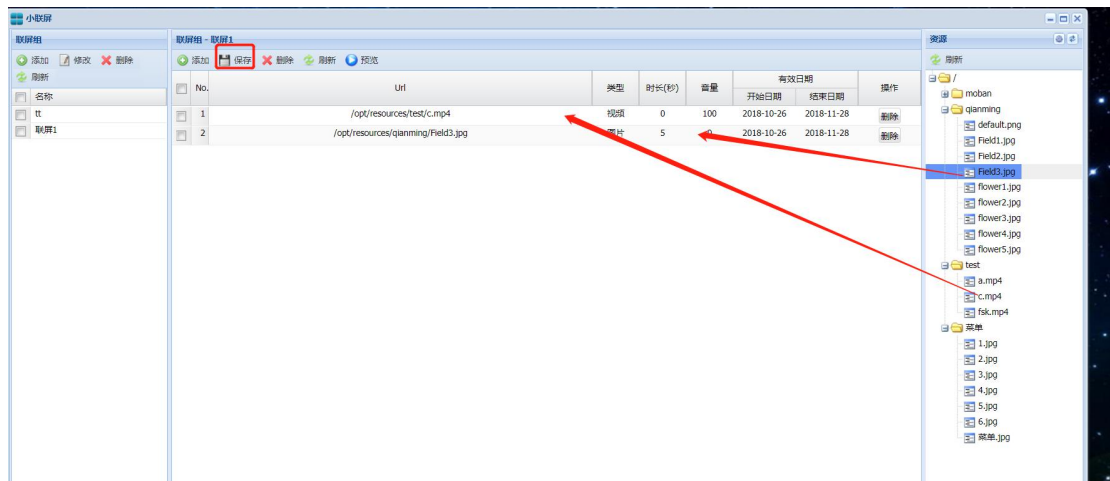 小联屏
联屏组
添加 修改 删除
刷新
名称
tt
联屏1
联屏组 - 联屏1
添加 保存 删除 刷新 预览
No. Url 类型 时长(秒) 音量 有效日期 操作
开始日期 结束日期
1 /opt/resources/test/c.mp4 视频 0 100 2018-10-26 2018-11-28 删除
2 /opt/resources/qianming/Field3.jpg 图片 5 0 2018-10-26 2018-11-28 删除
资源
刷新
/
moban
qianming
default.png
Field1.jpg
Field2.jpg
Field3.jpg
flower1.jpg
flower2.jpg
flower3.jpg
flower4.jpg
flower5.jpg
test
a.mp4
c.mp4
fsk.mp4
菜单
1.jpg
2.jpg
3.jpg
4.jpg
5.jpg
6.jpg
菜单.jpg